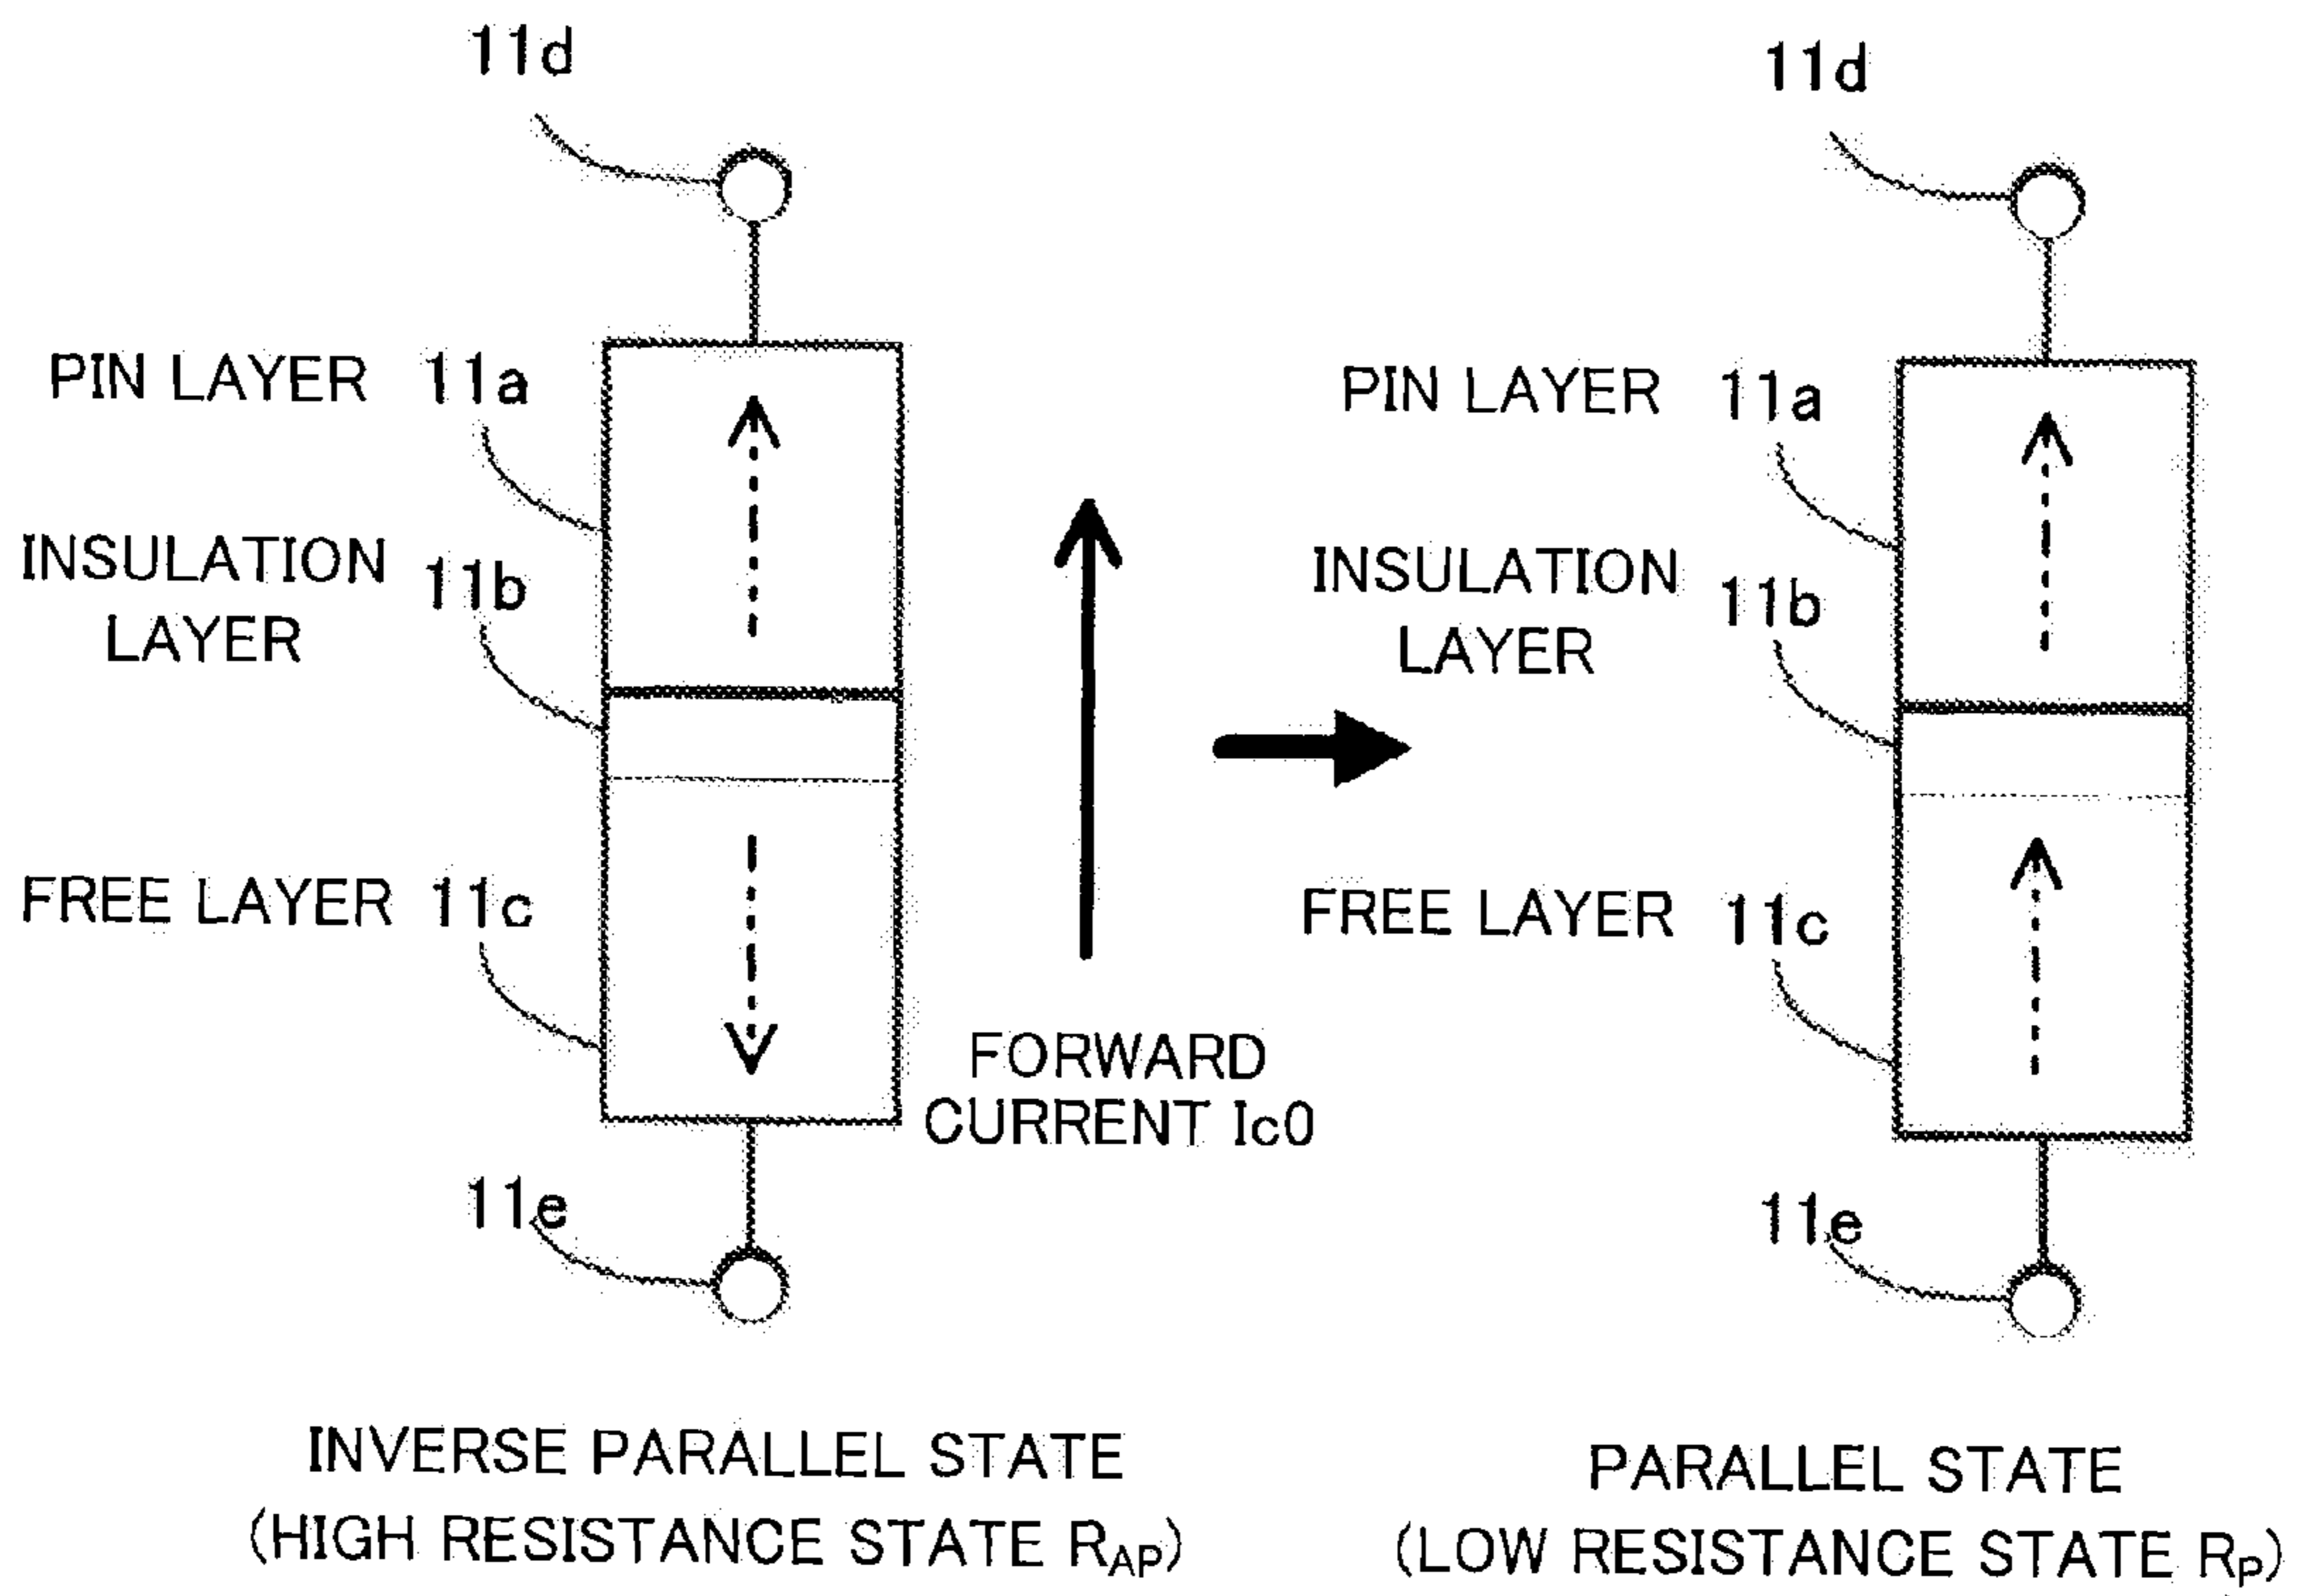 11d
PIN LAYER 11a
INSULATION
LAYER
11b
FREE LAYER 11c
11e
FORWARD
CURRENT Ic0
INVERSE PARALLEL STATE
(HIGH RESISTANCE STATE RAP)
11d
PIN LAYER 11a
INSULATION
LAYER
11b
FREE LAYER 11c
11e
PARALLEL STATE
(LOW RESISTANCE STATE RP)